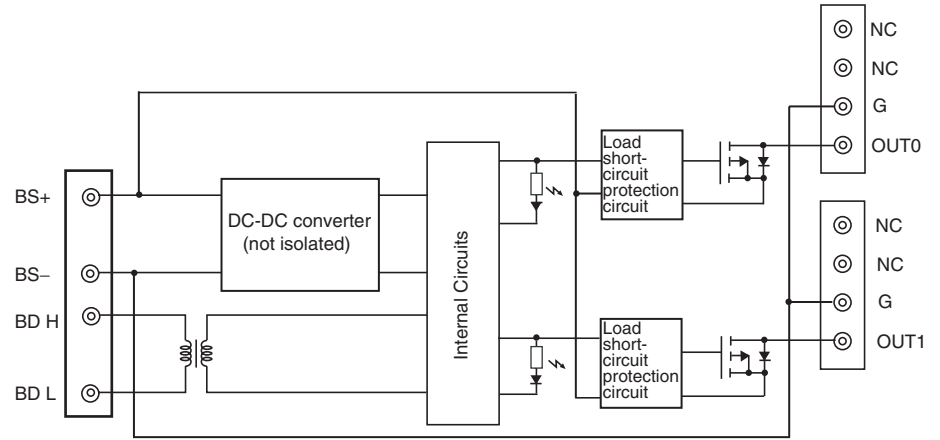 BS+
BS−
BD H
BD L
DC-DC converter
(not isolated)
Internal Circuits
Load
short-
circuit
protection
circuit
Load
short-
circuit
protection
circuit
NC
NC
G
OUT0
NC
NC
G
OUT1